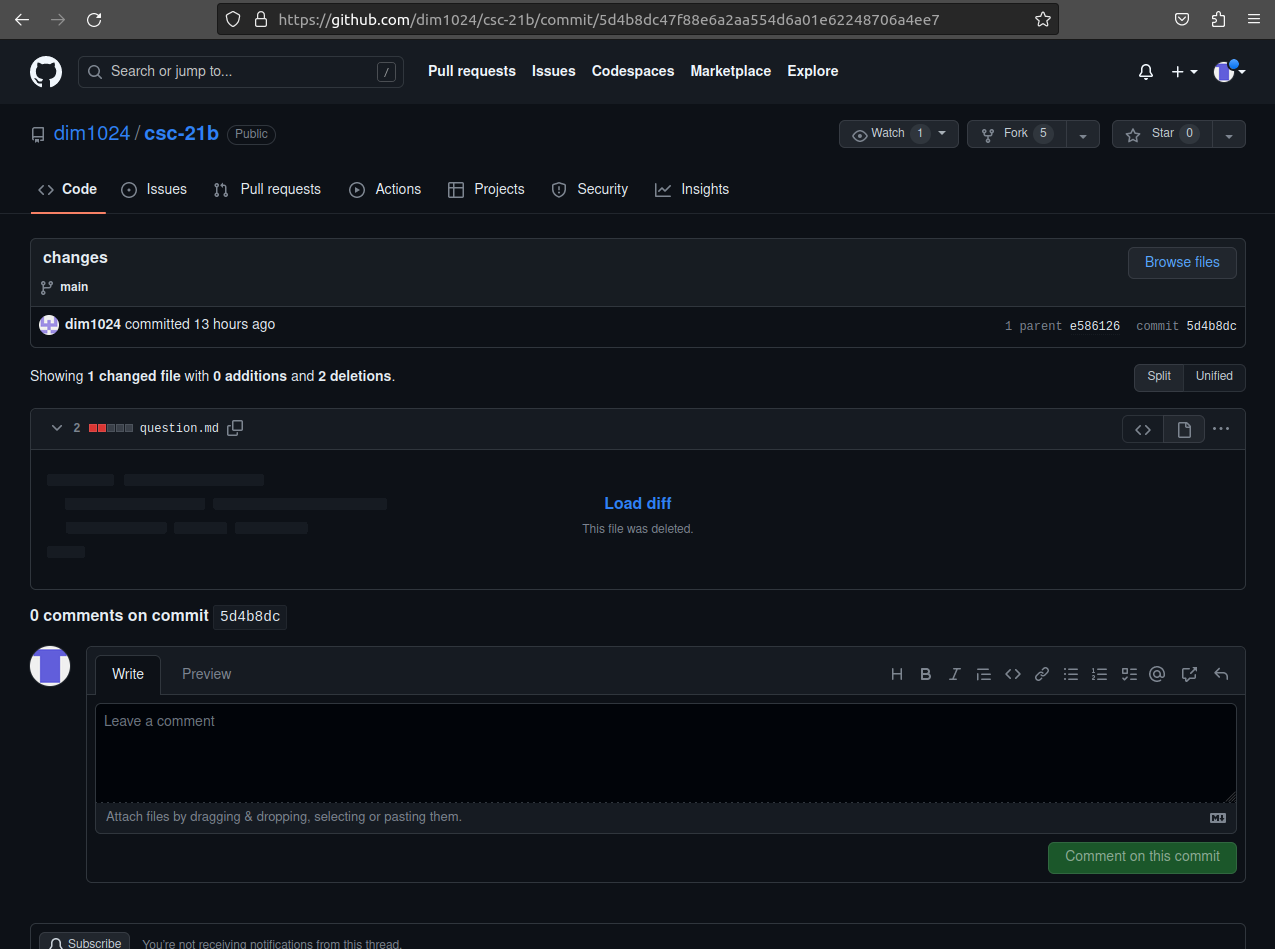 https://github.com/dim1024/csc-21b/commit/5d4b8dc47f88e6a2aa554d6a01e62248706a4ee7
Search or jump to... / Pull requests Issues Codespaces Marketplace Explore
dim1024 / csc-21b Public Watch 1 Fork 5 Star 0
Code Issues Pull requests Actions Projects Security Insights
changes Browse files
main
dim1024 committed 13 hours ago 1 parent e586126 commit 5d4b8dc
Showing 1 changed file with 0 additions and 2 deletions. Split Unified
2 question.md
Load diff
This file was deleted.
0 comments on commit 5d4b8dc
Write Preview
Leave a comment
Attach files by dragging & dropping, selecting or pasting them.
Comment on this commit
Subscribe You're not receiving notifications from this thread.